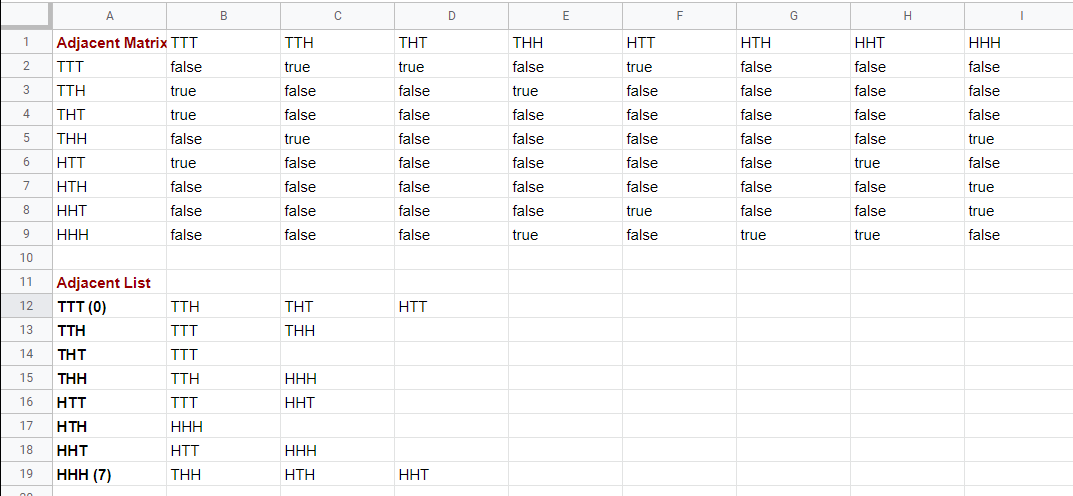 A B C D E F G H I
1 Adjacent Matrix TTT TTH THT THH HTT HTH HHT HHH
2 TTT false true true false true false false false
3 TTH true false false true false false false false
4 THT true false false false false false false false
5 THH false true false false false false false true
6 HTT true false false false false false true false
7 HTH false false false false false false false true
8 HHT false false false false true false false true
9 HHH false false false true false true true false
10
11 Adjacent List
12 TTT (0) TTH THT HTT
13 TTH TTT THH
14 THT TTT
15 THH TTH HHH
16 HTT TTT HHT
17 HTH HHH
18 HHT HTT HHH
19 HHH (7) THH HTH HHT